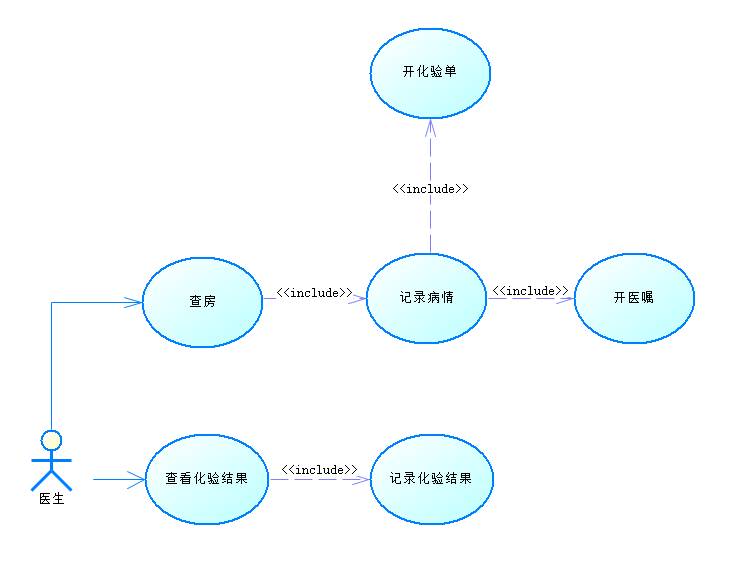 开化验单
<<include>>
查房
<<include>>
记录病情
<<include>>
开医嘱
医生
查看化验结果
<<include>>
记录化验结果